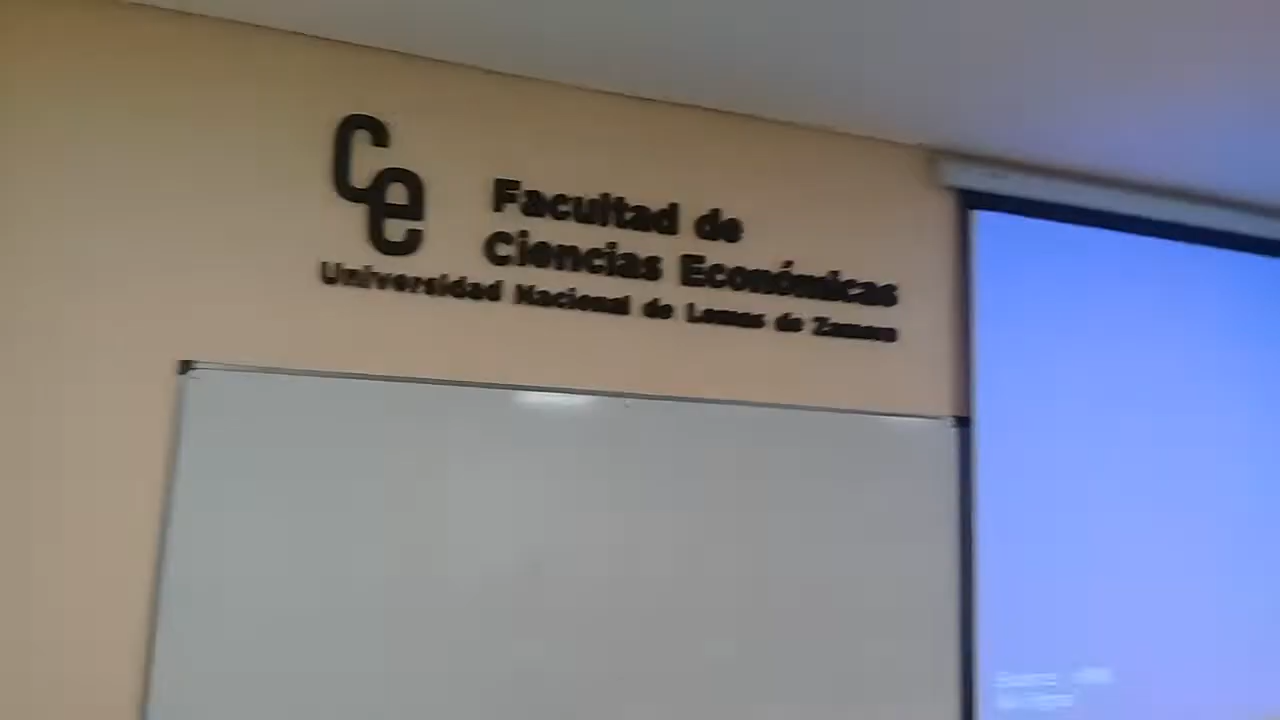 Ce
Facultad de
Ciencias Económicas
Universidad Nacional de Lomas de Zamora